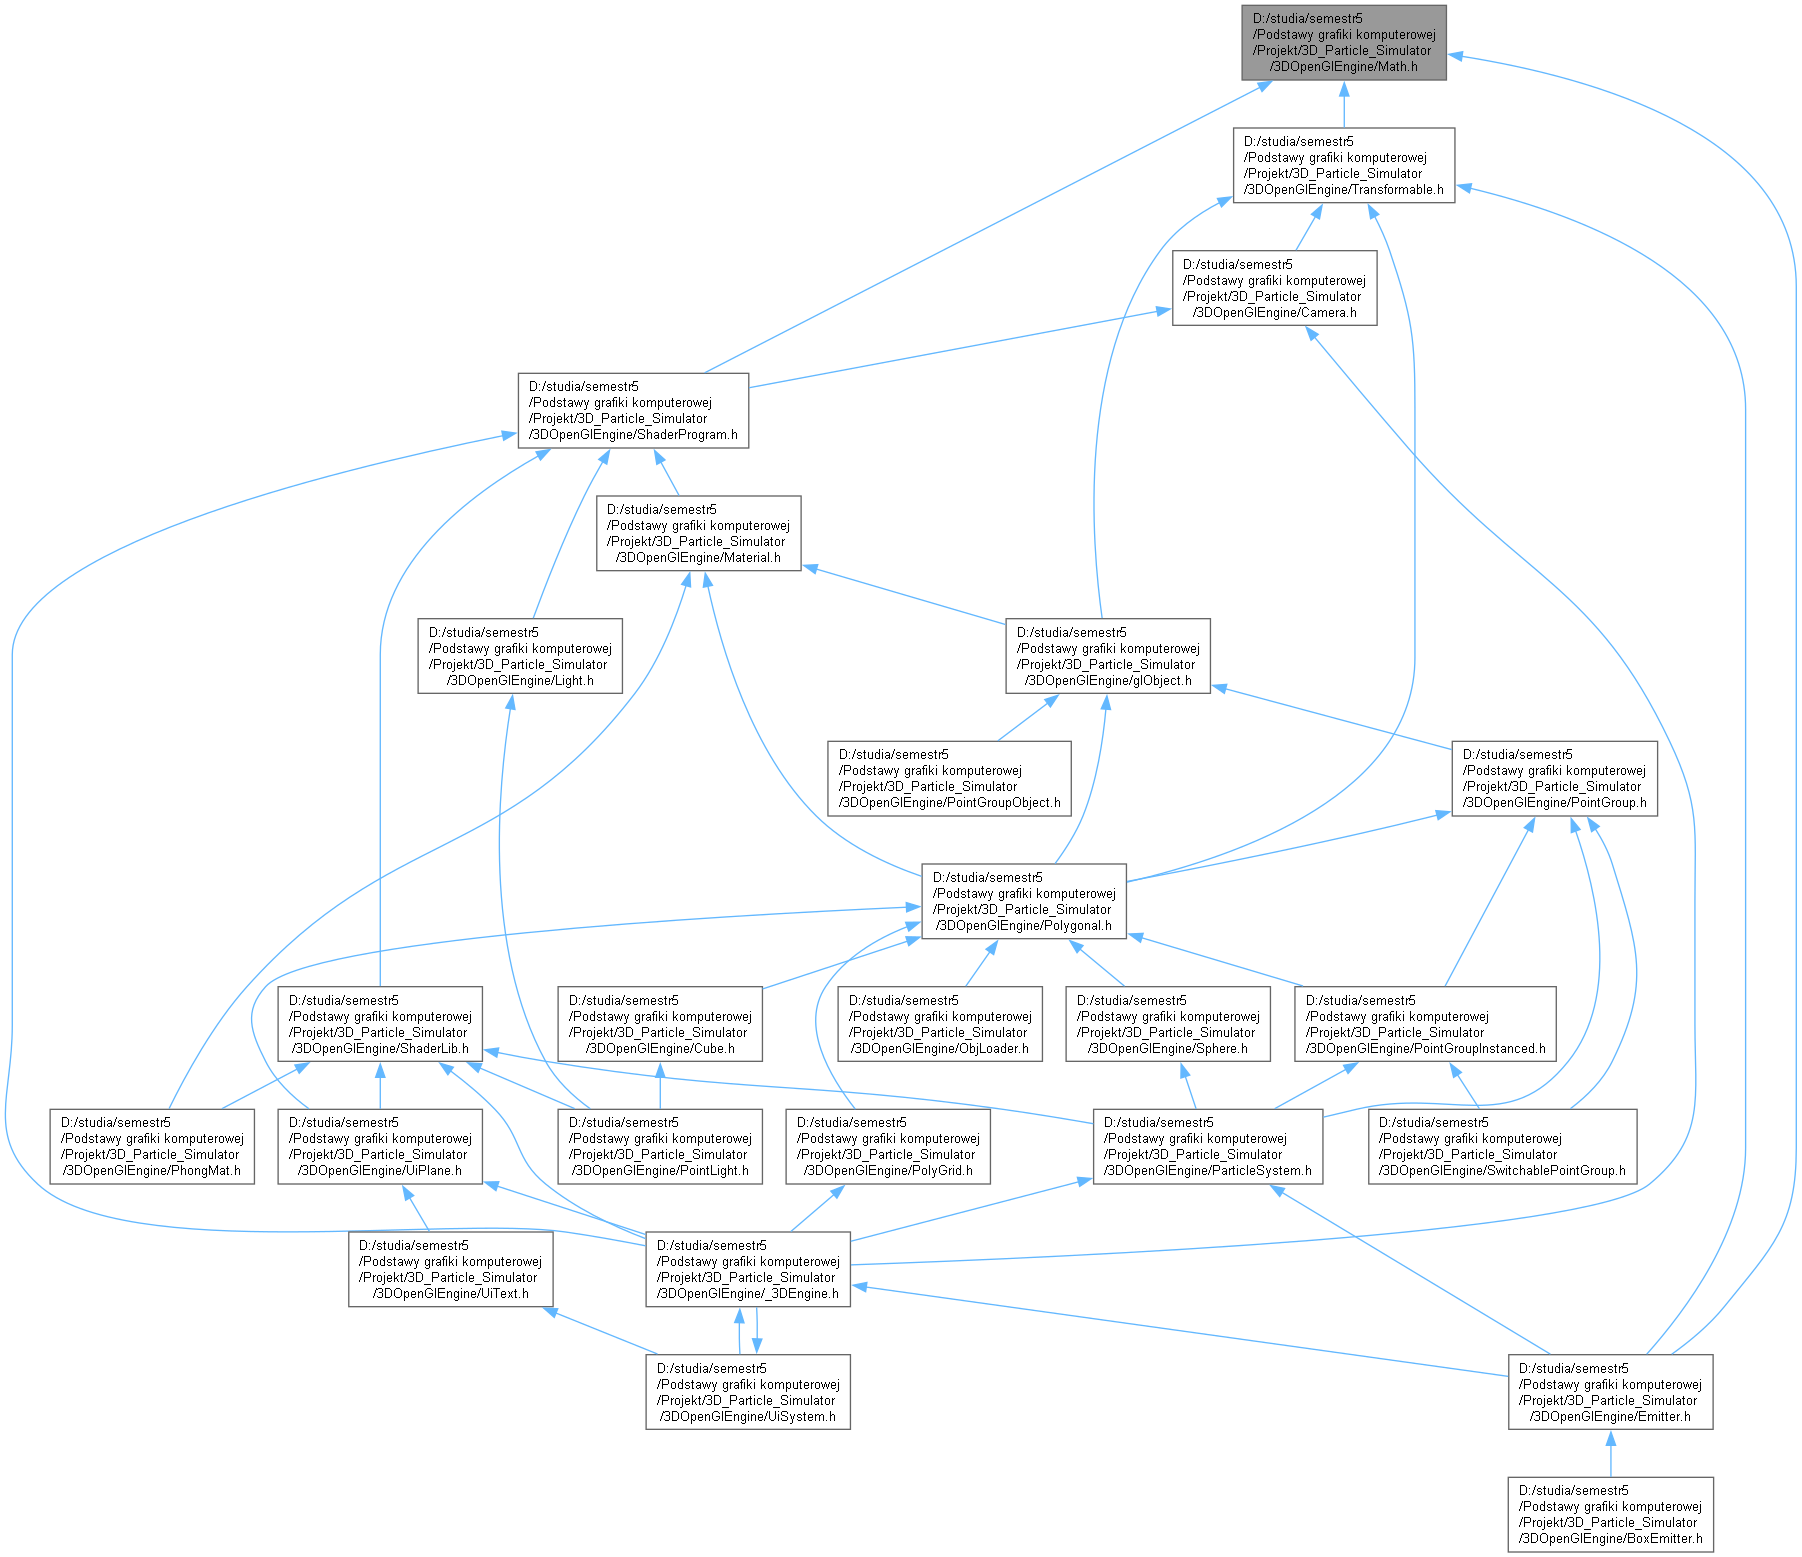 D:/studia/semestr5
/Podstawy grafiki komputerowej
/Projekt/3D_Particle_Simulator
/3DOpenGlEngine/Math.h
D:/studia/semestr5
/Podstawy grafiki komputerowej
/Projekt/3D_Particle_Simulator
/3DOpenGlEngine/Transformable.h
D:/studia/semestr5
/Podstawy grafiki komputerowej
/Projekt/3D_Particle_Simulator
/3DOpenGlEngine/Camera.h
D:/studia/semestr5
/Podstawy grafiki komputerowej
/Projekt/3D_Particle_Simulator
/3DOpenGlEngine/ShaderProgram.h
D:/studia/semestr5
/Podstawy grafiki komputerowej
/Projekt/3D_Particle_Simulator
/3DOpenGlEngine/Material.h
D:/studia/semestr5
/Podstawy grafiki komputerowej
/Projekt/3D_Particle_Simulator
/3DOpenGlEngine/Light.h
D:/studia/semestr5
/Podstawy grafiki komputerowej
/Projekt/3D_Particle_Simulator
/3DOpenGlEngine/glObject.h
D:/studia/semestr5
/Podstawy grafiki komputerowej
/Projekt/3D_Particle_Simulator
/3DOpenGlEngine/PointGroupObject.h
D:/studia/semestr5
/Podstawy grafiki komputerowej
/Projekt/3D_Particle_Simulator
/3DOpenGlEngine/PointGroup.h
D:/studia/semestr5
/Podstawy grafiki komputerowej
/Projekt/3D_Particle_Simulator
/3DOpenGlEngine/Polygonal.h
D:/studia/semestr5
/Podstawy grafiki komputerowej
/Projekt/3D_Particle_Simulator
/3DOpenGlEngine/ShaderLib.h
D:/studia/semestr5
/Podstawy grafiki komputerowej
/Projekt/3D_Particle_Simulator
/3DOpenGlEngine/Cube.h
D:/studia/semestr5
/Podstawy grafiki komputerowej
/Projekt/3D_Particle_Simulator
/3DOpenGlEngine/ObjLoader.h
D:/studia/semestr5
/Podstawy grafiki komputerowej
/Projekt/3D_Particle_Simulator
/3DOpenGlEngine/Sphere.h
D:/studia/semestr5
/Podstawy grafiki komputerowej
/Projekt/3D_Particle_Simulator
/3DOpenGlEngine/PointGroupInstanced.h
D:/studia/semestr5
/Podstawy grafiki komputerowej
/Projekt/3D_Particle_Simulator
/3DOpenGlEngine/PhongMat.h
D:/studia/semestr5
/Podstawy grafiki komputerowej
/Projekt/3D_Particle_Simulator
/3DOpenGlEngine/UiPlane.h
D:/studia/semestr5
/Podstawy grafiki komputerowej
/Projekt/3D_Particle_Simulator
/3DOpenGlEngine/PointLight.h
D:/studia/semestr5
/Podstawy grafiki komputerowej
/Projekt/3D_Particle_Simulator
/3DOpenGlEngine/PolyGrid.h
D:/studia/semestr5
/Podstawy grafiki komputerowej
/Projekt/3D_Particle_Simulator
/3DOpenGlEngine/ParticleSystem.h
D:/studia/semestr5
/Podstawy grafiki komputerowej
/Projekt/3D_Particle_Simulator
/3DOpenGlEngine/SwitchablePointGroup.h
D:/studia/semestr5
/Podstawy grafiki komputerowej
/Projekt/3D_Particle_Simulator
/3DOpenGlEngine/UiText.h
D:/studia/semestr5
/Podstawy grafiki komputerowej
/Projekt/3D_Particle_Simulator
/3DOpenGlEngine/_3DEngine.h
D:/studia/semestr5
/Podstawy grafiki komputerowej
/Projekt/3D_Particle_Simulator
/3DOpenGlEngine/UiSystem.h
D:/studia/semestr5
/Podstawy grafiki komputerowej
/Projekt/3D_Particle_Simulator
/3DOpenGlEngine/Emitter.h
D:/studia/semestr5
/Podstawy grafiki komputerowej
/Projekt/3D_Particle_Simulator
/3DOpenGlEngine/BoxEmitter.h